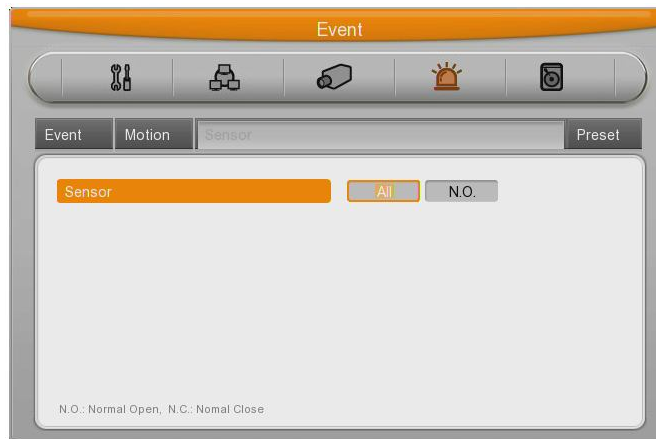 Event
Event Motion Sensor Preset
Sensor All N.O.
N.O.: Normal Open, N.C.: Nomal Close